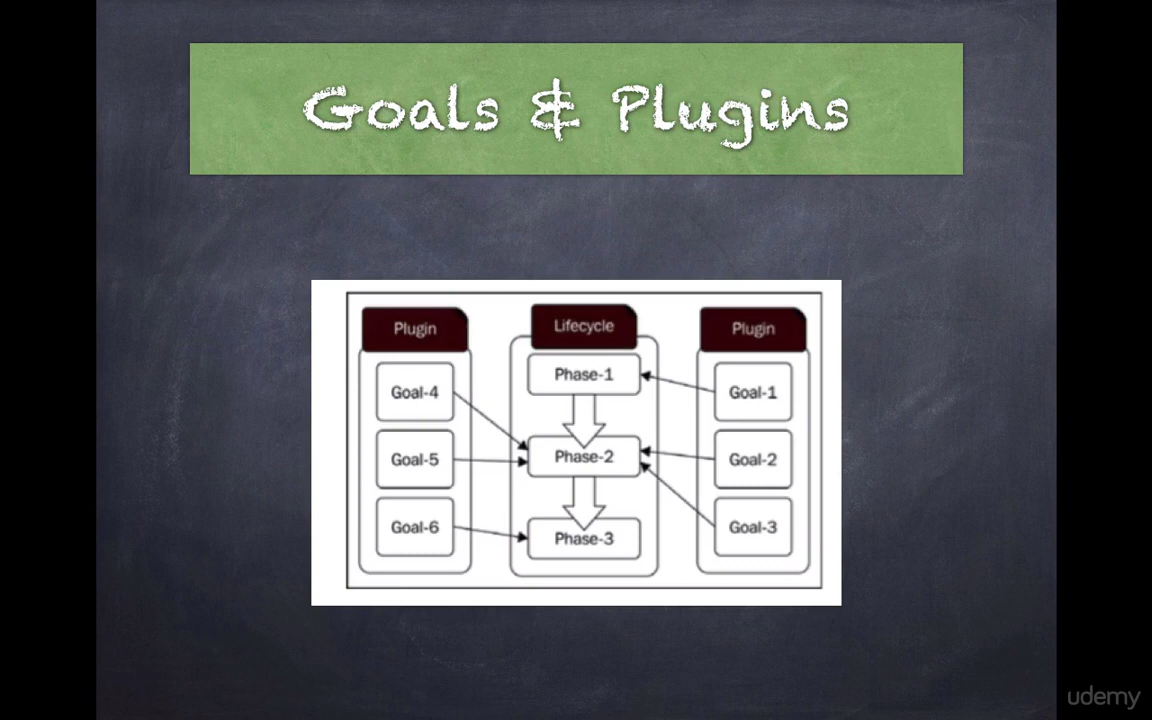 Goals & Plugins
Plugin
Lifecycle
Plugin
Phase-1
Goal-4
Goal-1
Phase-2
Goal-5
Goal-2
Goal-6
Goal-3
Phase-3
udemy